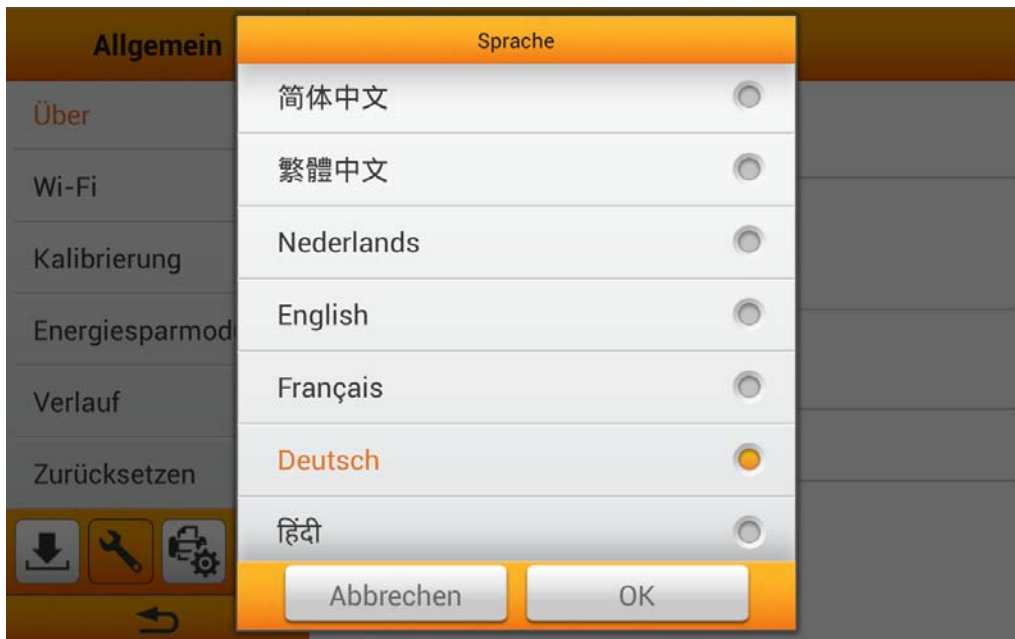 Allgemein
Über
Wi-Fi
Kalibrierung
Energiesparmod
Verlauf
Zurücksetzen
Sprache
简体中文
繁體中文
Nederlands
English
Français
Deutsch
हिंदी
Abbrechen
OK